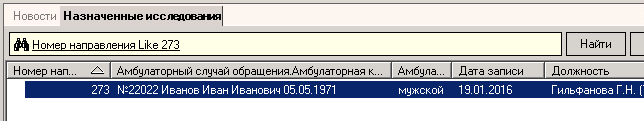 Новости Назначенные исследования
Номер направления Like 273 Найти
Номер нап... Амбулаторный случай обращения.Амбулаторная к... Амбула... Дата записи Должность
273 №22022 Иванов Иван Иванович 05.05.1971 мужской 19.01.2016 Гильфанова Г.Н. (